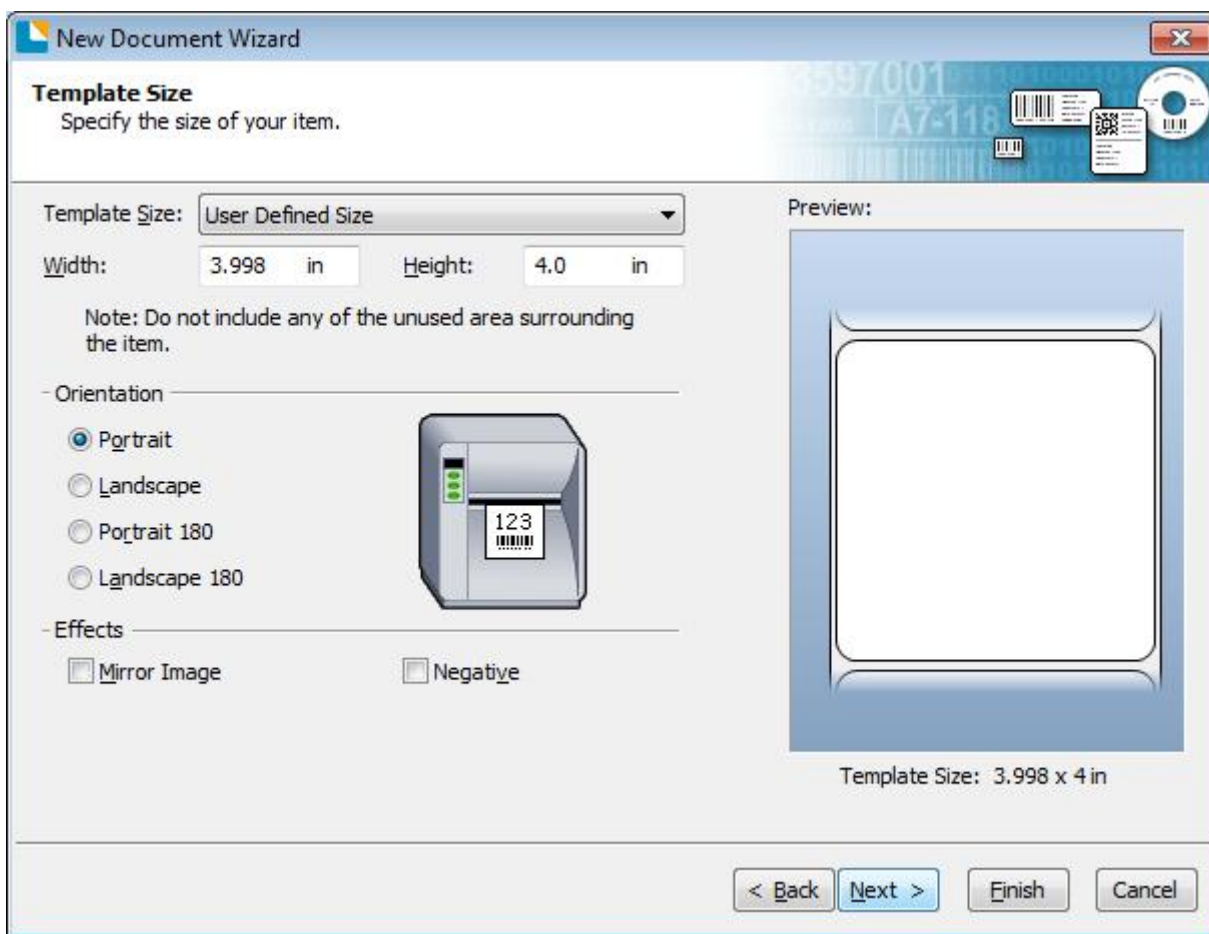 New Document Wizard
Template Size
Specify the size of your item.
3597001
A7-118
Template Size: User Defined Size
Width: 3.998 in Height: 4.0 in
Note: Do not include any of the unused area surrounding
the item.
Orientation
Portrait
Landscape
Portrait 180
Landscape 180
123
Effects
Mirror Image Negative
Preview:
Template Size: 3.998 x 4 in
< Back Next > Finish Cancel